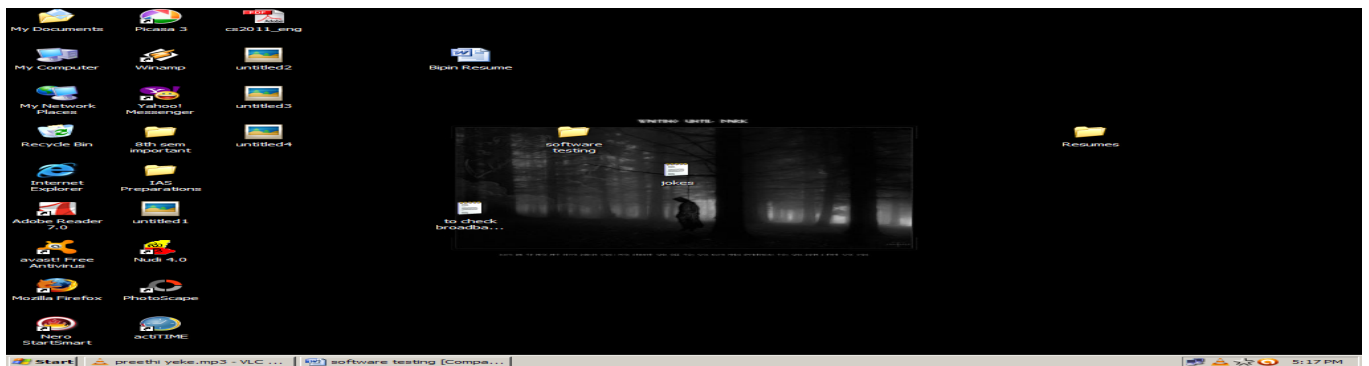 My Documents
Picasa 3
cs2011_eng
My Computer
Winamp
untitled2
Bipin Resume
My Network
Places
Yahoo!
Messenger
untitled3
WAITING UNTIL DARK
Recycle Bin
8th sem
important
untitled4
software
testing
Resumes
Internet
Explorer
IAS
Preparations
jokes
Adobe Reader
7.0
untitled1
to check
broadba...
avast! Free
Antivirus
Nudi 4.0
Mozilla Firefox
PhotoScape
Nero
StartSmart
actiTIME
Start
preethi yeke.mp3 - VLC ...
software testing [Compa...
5:17 PM